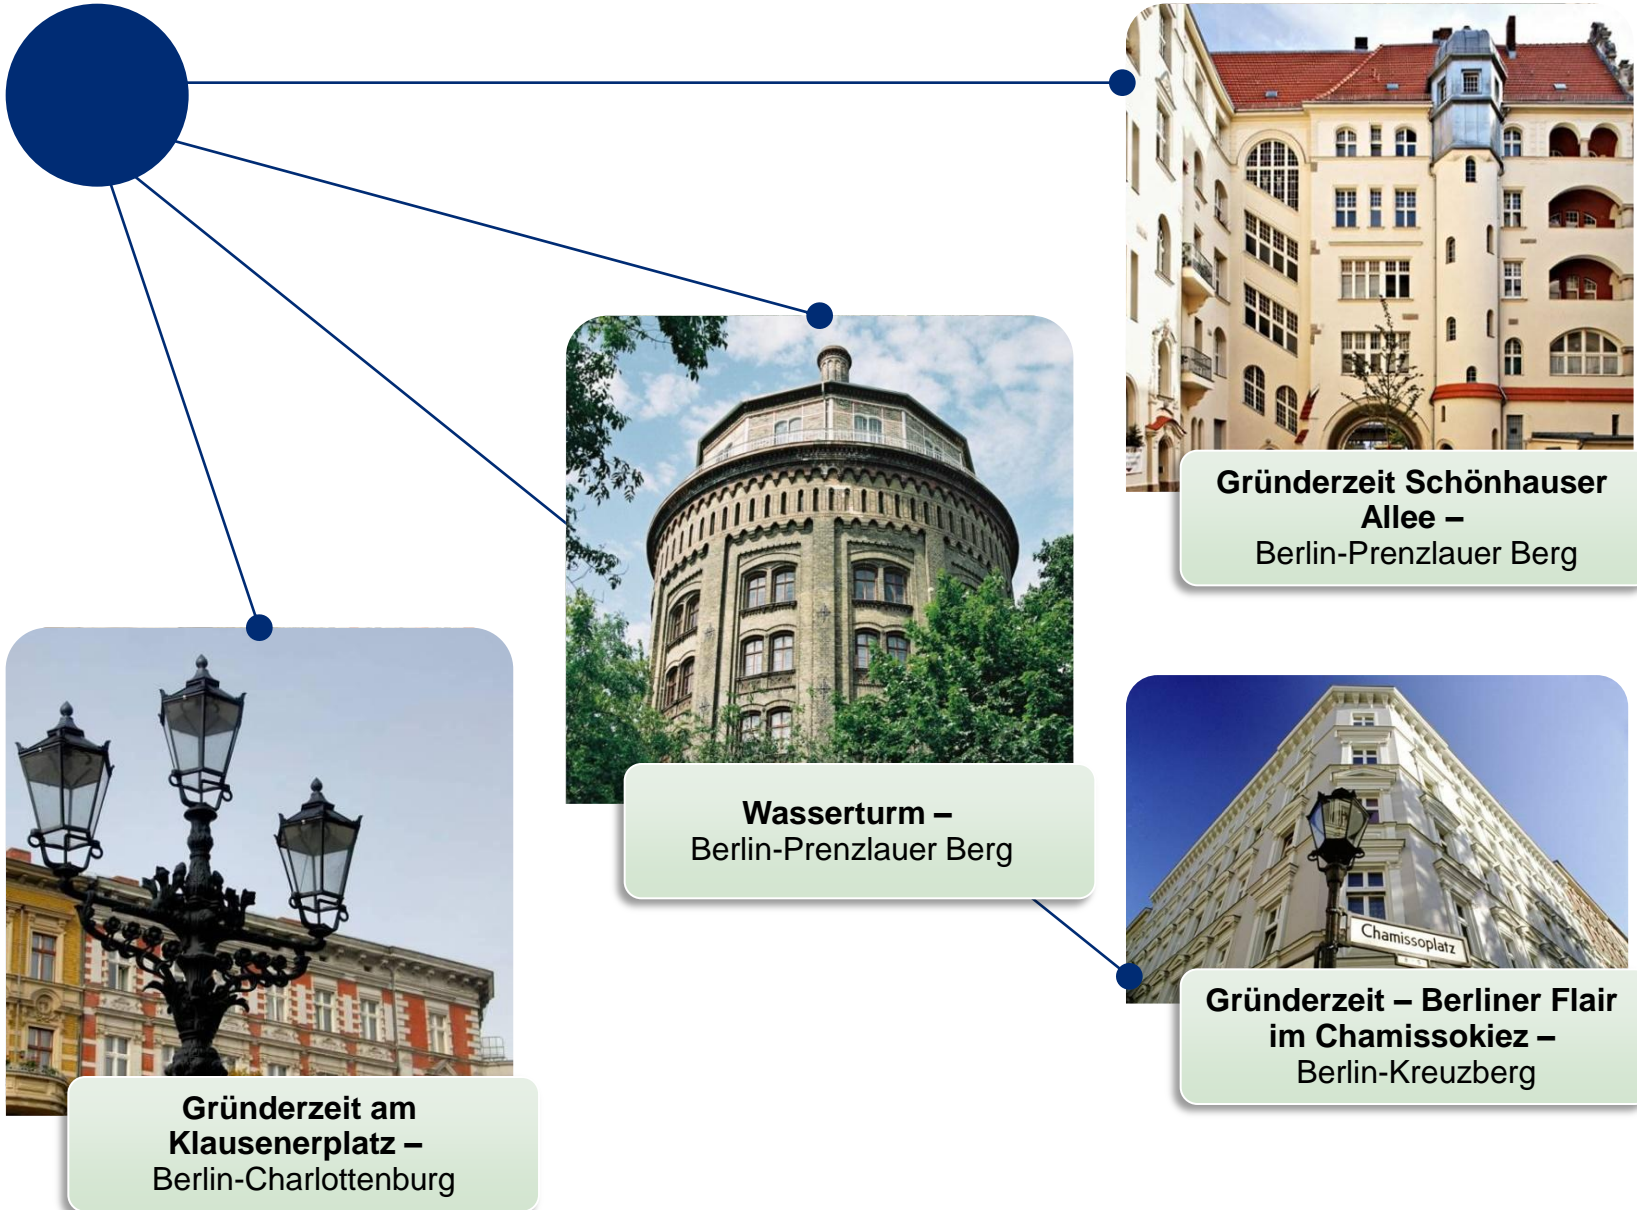 Gründerzeit Schönhauser
Allee –
Berlin-Prenzlauer Berg
Wasserturm –
Berlin-Prenzlauer Berg
Chamissoplatz
Gründerzeit – Berliner Flair
im Chamissokiez –
Berlin-Kreuzberg
Gründerzeit am
Klausenerplatz –
Berlin-Charlottenburg